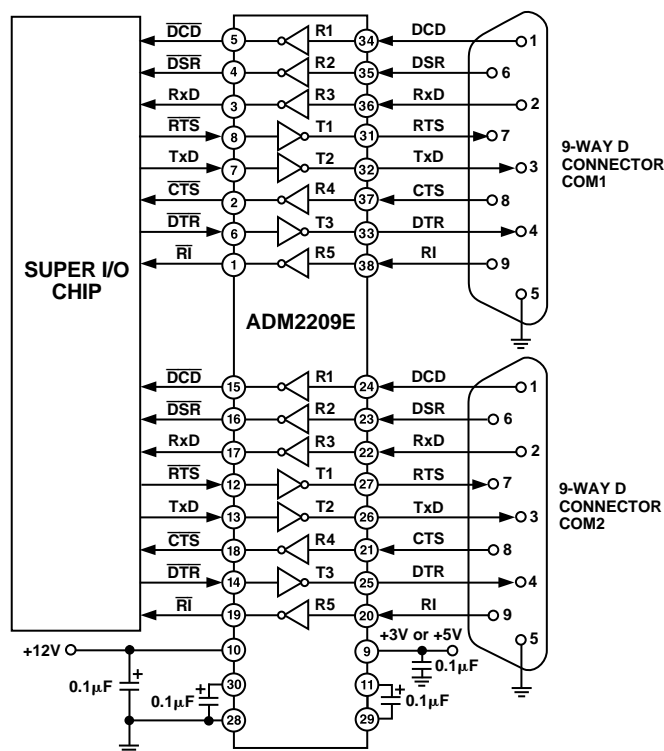 DCD 5 R1 34 DCD 1
DSR 4 R2 35 DSR 6
RxD 3 R3 36 RxD 2
RTS 8 T1 31 RTS 7
TxD 7 T2 32 TxD 3
CTS 2 R4 37 CTS 8
DTR 6 T3 33 DTR 4
RI 1 R5 38 RI 9
5
9-WAY D
CONNECTOR
COM1
SUPER I/O
CHIP
ADM2209E
DCD 15 R1 24 DCD 1
DSR 16 R2 23 DSR 6
RxD 17 R3 22 RxD 2
RTS 12 T1 27 RTS 7
TxD 13 T2 26 TxD 3
CTS 18 R4 21 CTS 8
DTR 14 T3 25 DTR 4
RI 19 R5 20 RI 9
5
9-WAY D
CONNECTOR
COM2
+12V 10 9 +3V or +5V
+ 0.1μF
0.1μF + 30 11 +
0.1μF 28 29 0.1μF